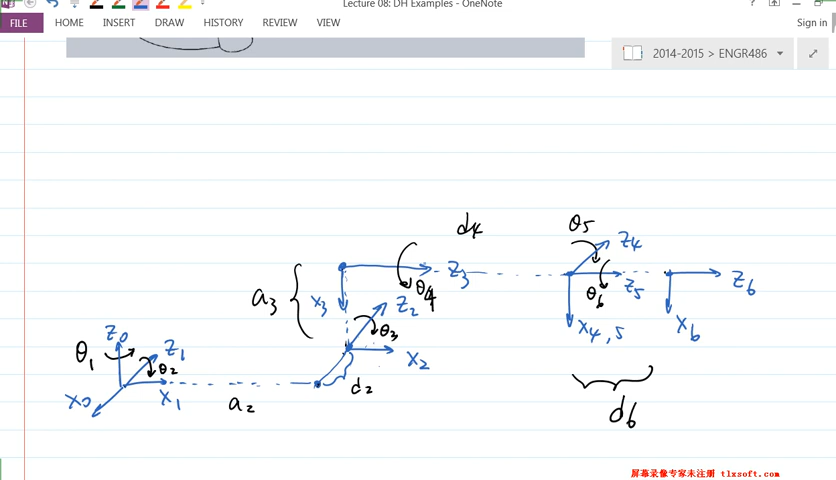 Lecture 08: DH Examples - OneNote
FILE HOME INSERT DRAW HISTORY REVIEW VIEW
Sign in
2014-2015 > ENGR486
d4
θ5
z4
z3
θ4
θ6
z5
z6
a3
x3
z2
θ3
x4,5
x6
z0
θ1
z1
θ2
x2
x0
x1
a2
d2
d6
屏幕录像专家未注册 tlxsoft.com